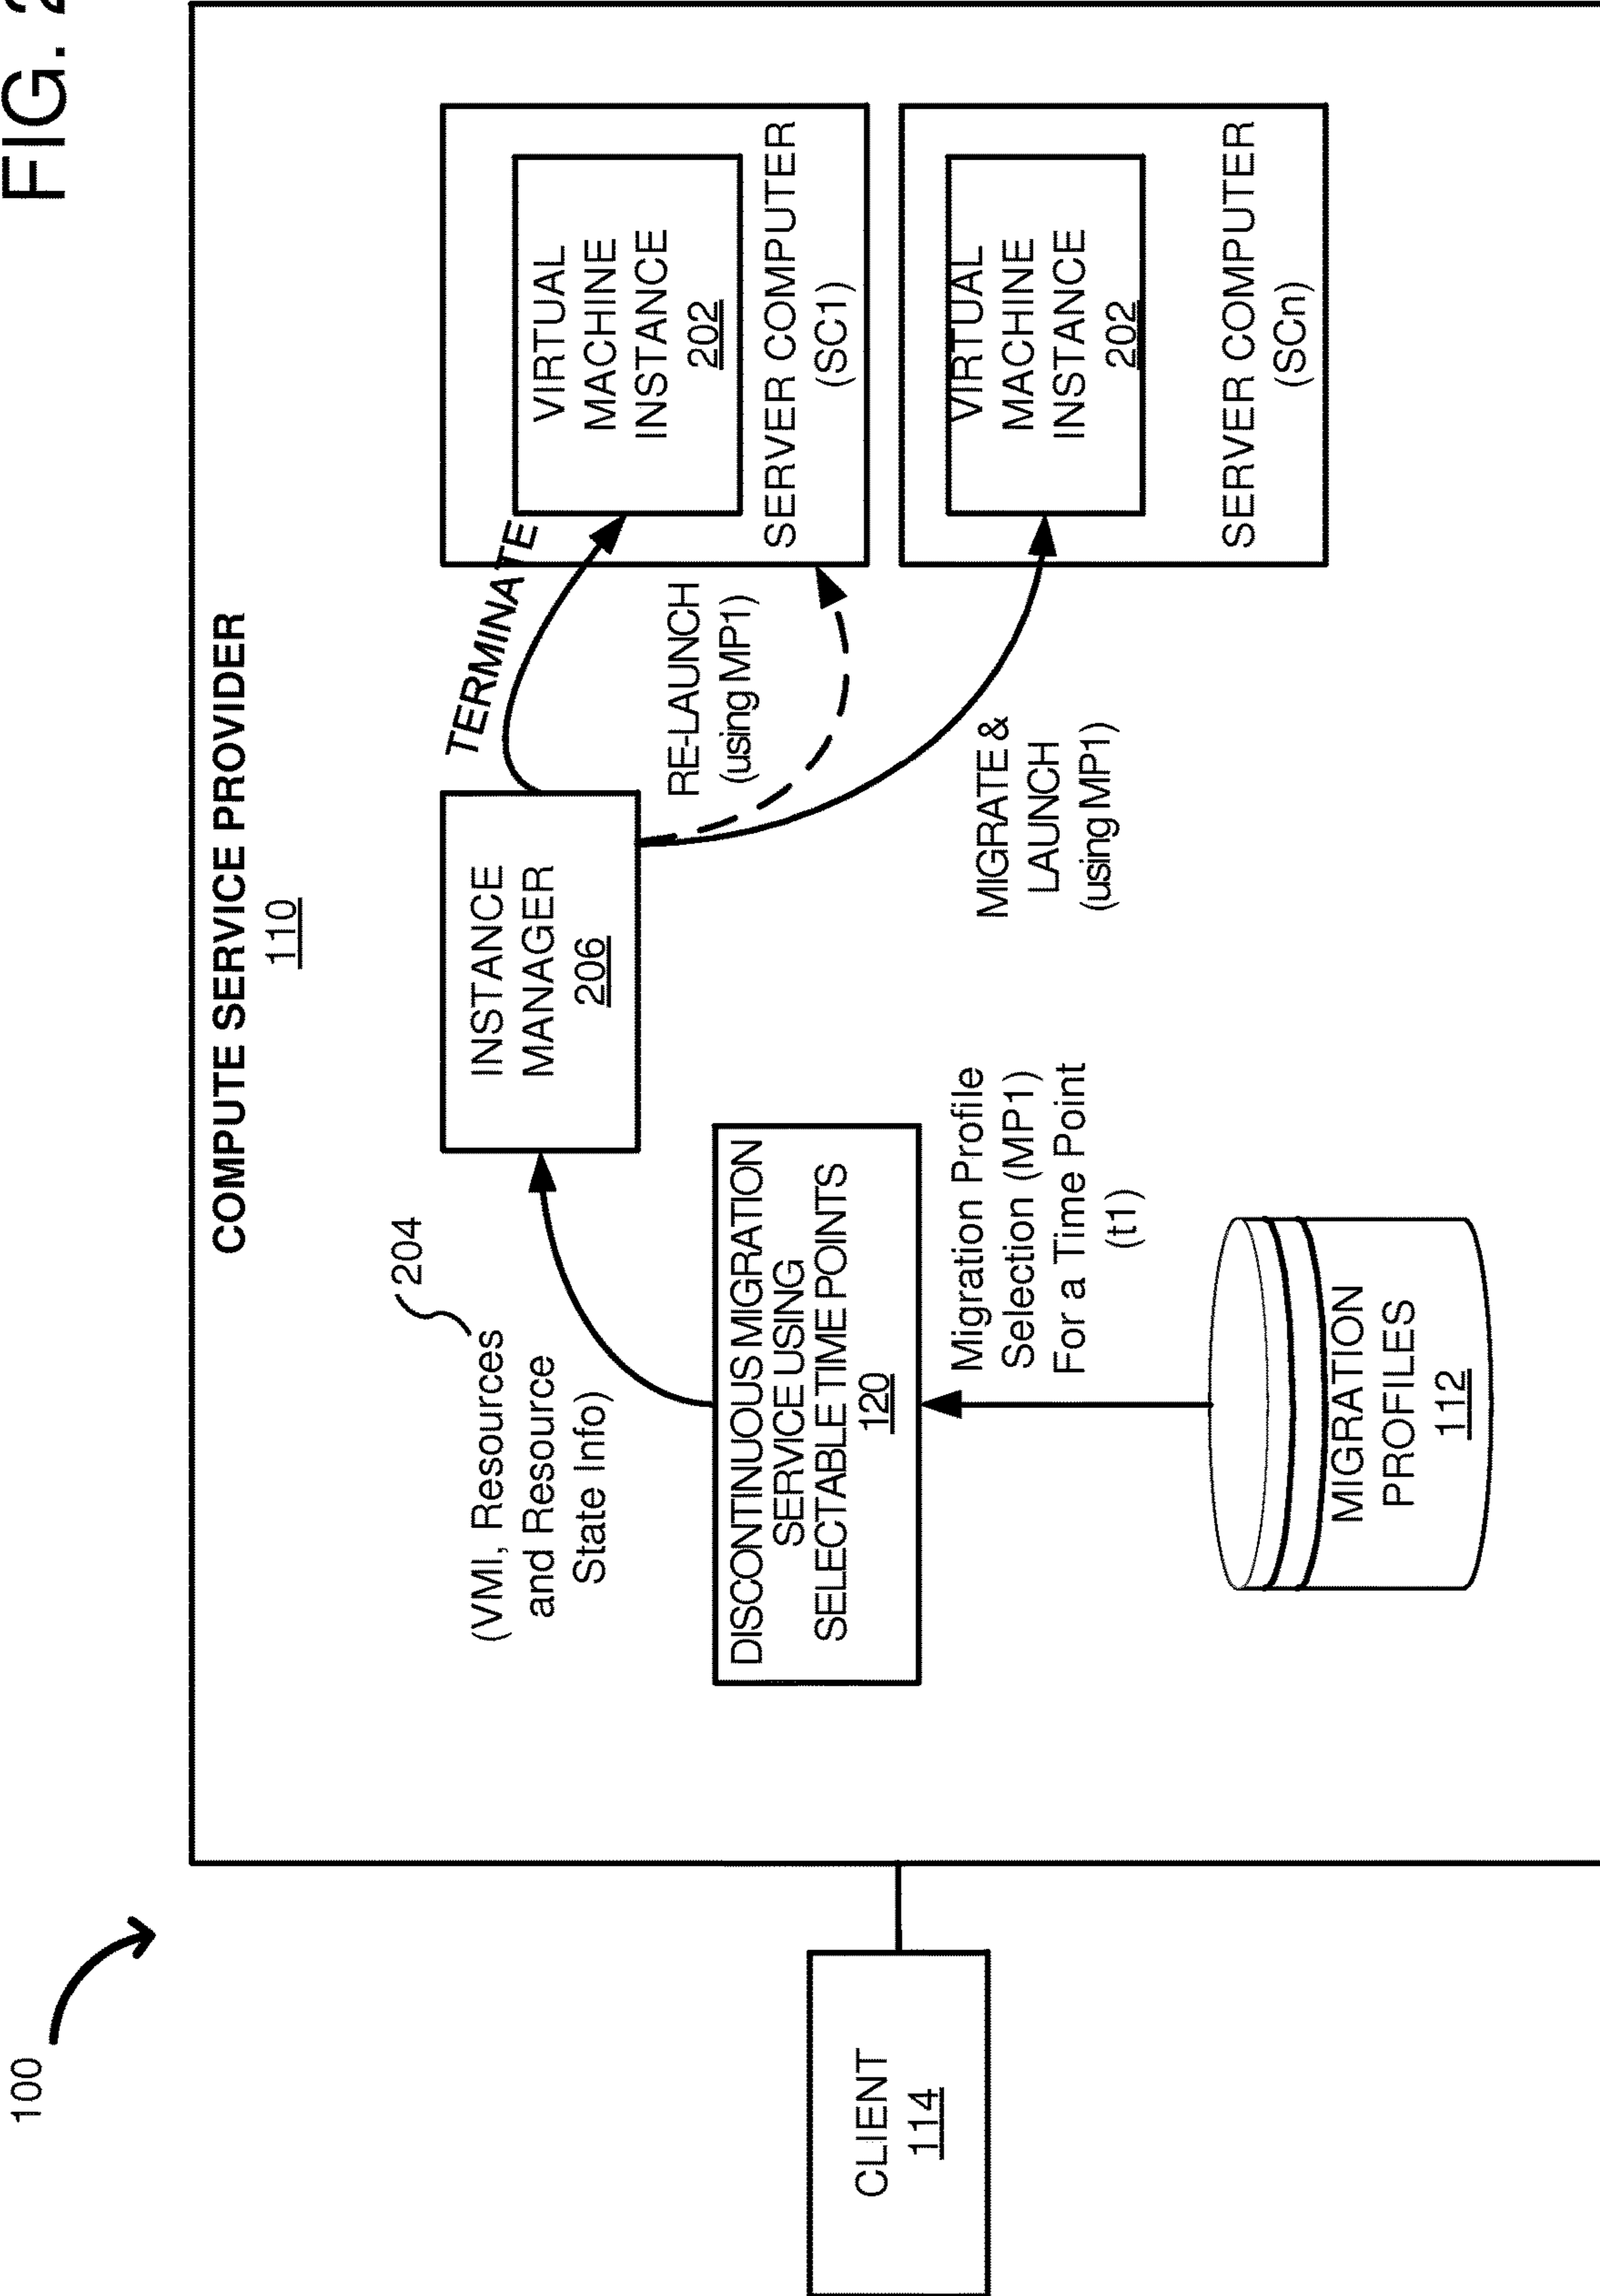 FIG. 2
100
COMPUTE SERVICE PROVIDER
110
CLIENT
114
204
(VMI, Resources
and Resource
State Info)
DISCONTINUOUS MIGRATION
SERVICE USING
SELECTABLE TIME POINTS
120
Migration Profile
Selection (MP1)
For a Time Point
(t1)
MIGRATION
PROFILES
112
INSTANCE
MANAGER
206
TERMINATE
RE-LAUNCH
(using MP1)
MIGRATE &
LAUNCH
(using MP1)
VIRTUAL
MACHINE
INSTANCE
202
SERVER COMPUTER
(SC1)
VIRTUAL
MACHINE
INSTANCE
202
SERVER COMPUTER
(SCn)